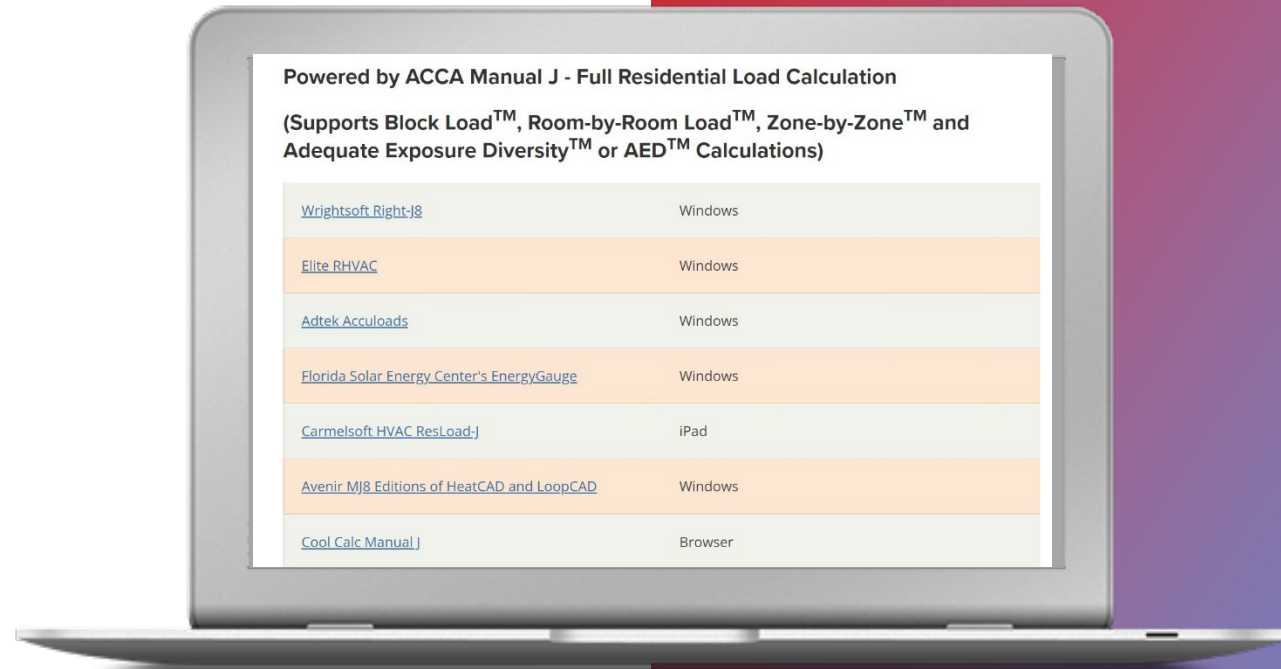 Powered by ACCA Manual J - Full Residential Load Calculation
(Supports Block Load™, Room-by-Room Load™, Zone-by-Zone™ and
Adequate Exposure Diversity™ or AED™ Calculations)
Wrightsoft Right-J8 Windows
Elite RHVAC Windows
Adtek Acculoads Windows
Florida Solar Energy Center's EnergyGauge Windows
Carmelsoft HVAC ResLoad-J iPad
Avenir MJ8 Editions of HeatCAD and LoopCAD Windows
Cool Calc Manual J Browser